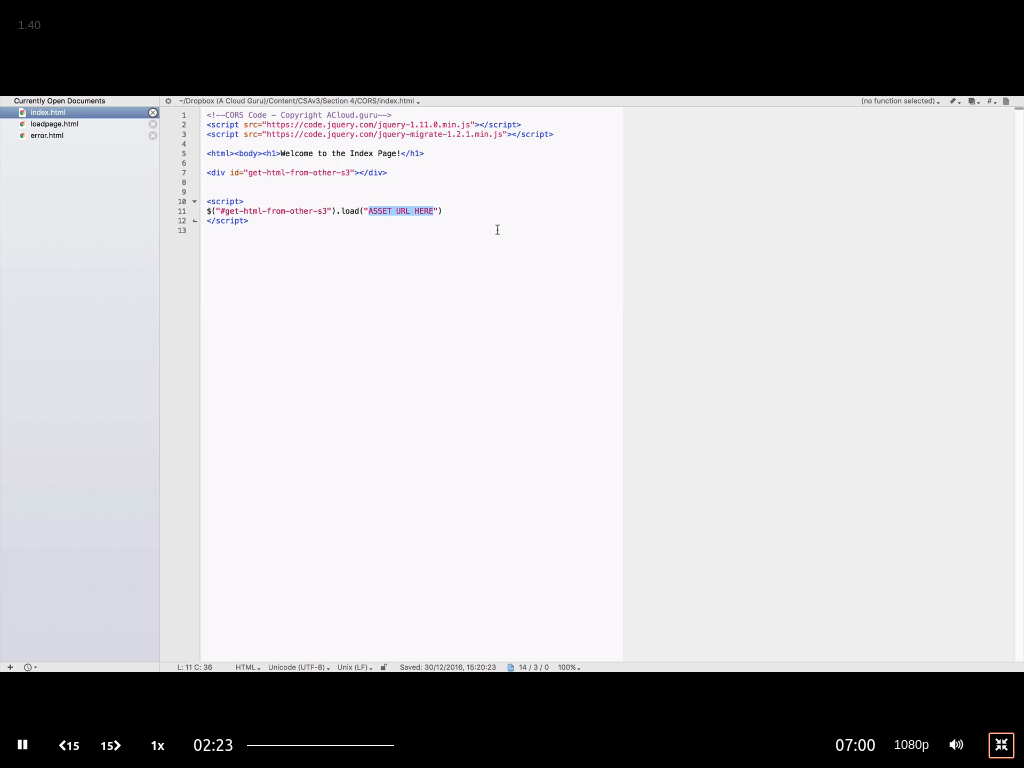 1.40
Currently Open Documents
~/Dropbox (A Cloud Guru)/Content/CSAv3/Section 4/CORS/index.html
(no function selected)
#
index.html
loadpage.html
error.html
1 <!--CORS Code - Copyright ACloud.guru-->
2 <script src="https://code.jquery.com/jquery-1.11.0.min.js"></script>
3 <script src="https://code.jquery.com/jquery-migrate-1.2.1.min.js"></script>
4
5 <html><body><h1>Welcome to the Index Page!</h1>
6
7 <div id="get-html-from-other-s3"></div>
8
9
10 <script>
11 $("#get-html-from-other-s3").load("ASSET URL HERE")
12 </script>
13
L: 11 C: 36 HTML Unicode (UTF-8) Unix (LF) Saved: 30/12/2016, 15:20:23 14 / 3 / 0 100%
15 15 1x 02:23 07:00 1080p